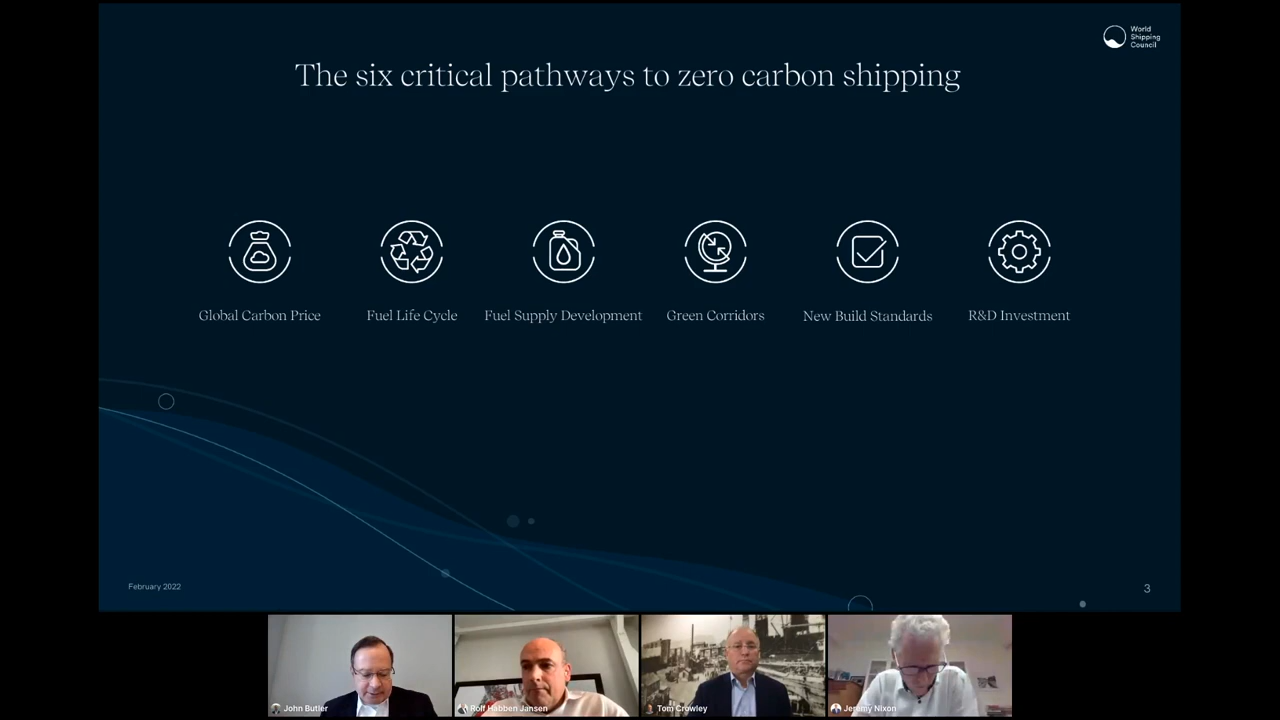 World
Shipping
Council
The six critical pathways to zero carbon shipping
Global Carbon Price
Fuel Life Cycle
Fuel Supply Development
Green Corridors
New Build Standards
R&D Investment
February 2022
3
John Butler
Rolf Habben Jansen
Tom Crowley
Jeremy Nixon